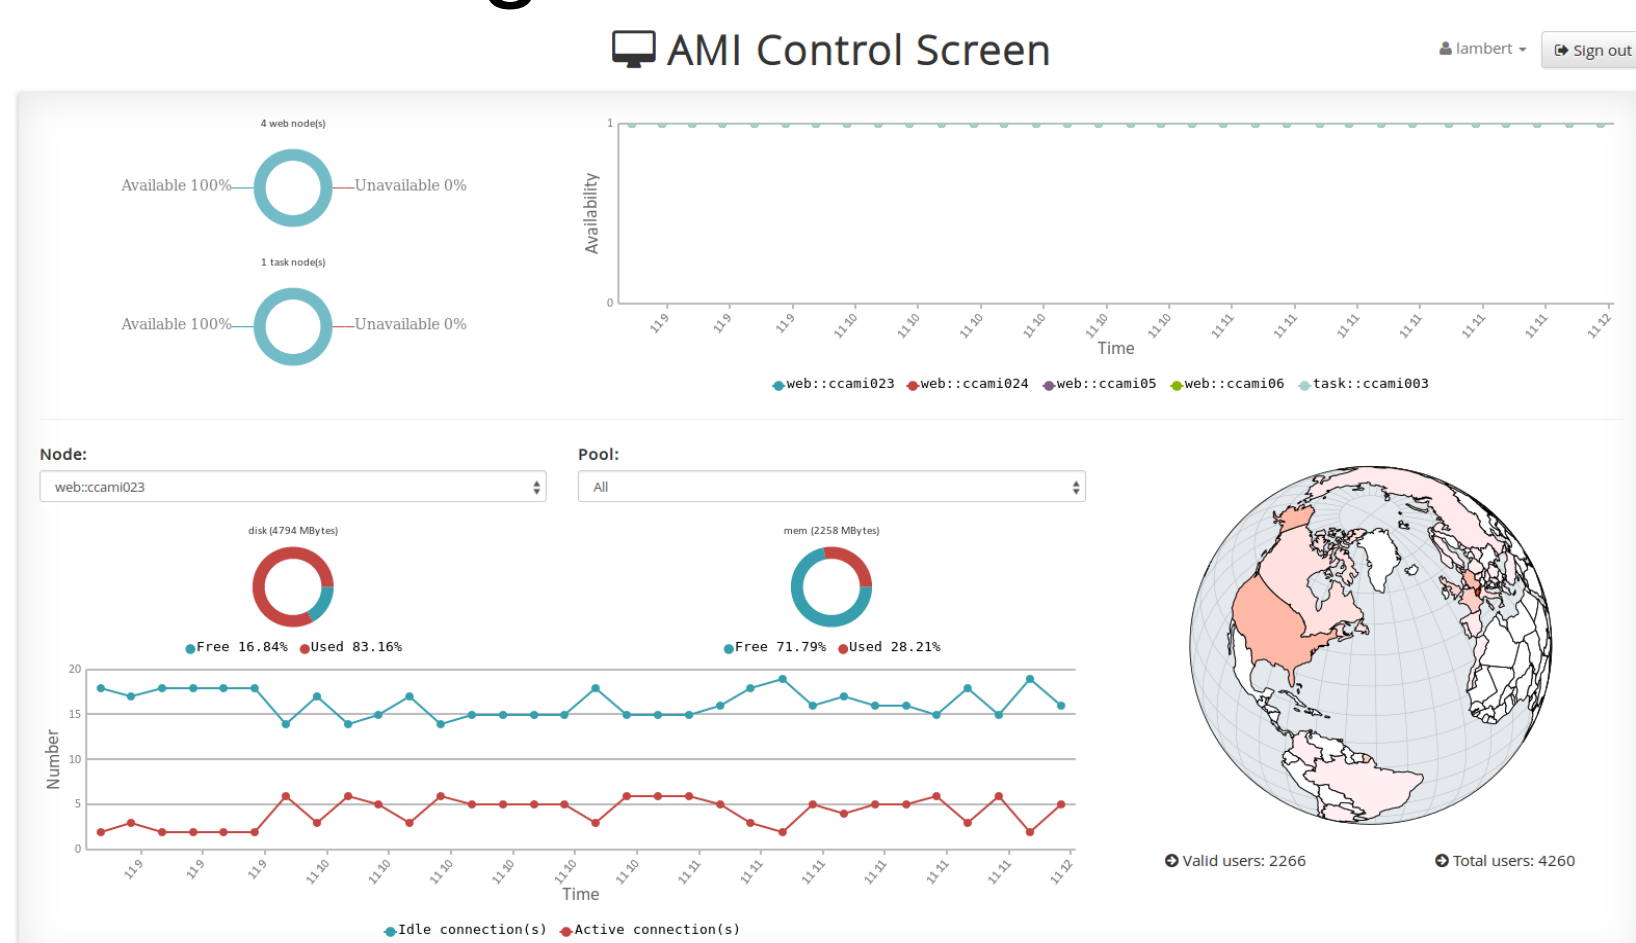 AMI Control Screen
lambert
Sign out
4 web node(s)
Available 100%
Unavailable 0%
1 task node(s)
Available 100%
Unavailable 0%
1
Availability
0
11.9 11.9 11.9 11.10 11.10 11.10 11.10 11.10 11.10 11.11 11.11 11.11 11.11 11.11 11.11 11.12
Time
web::ccami023 web::ccami024 web::ccami05 web::ccami06 task::ccami003
Node:
web::ccami023
Pool:
All
disk (4794 MBytes)
Free 16.84% Used 83.16%
mem (2258 MBytes)
Free 71.79% Used 28.21%
20
15
10
5
0
Number
11.9 11.9 11.9 11.10 11.10 11.10 11.10 11.10 11.10 11.11 11.11 11.11 11.11 11.11 11.11 11.12
Time
Idle connection(s) Active connection(s)
Valid users: 2266
Total users: 4260